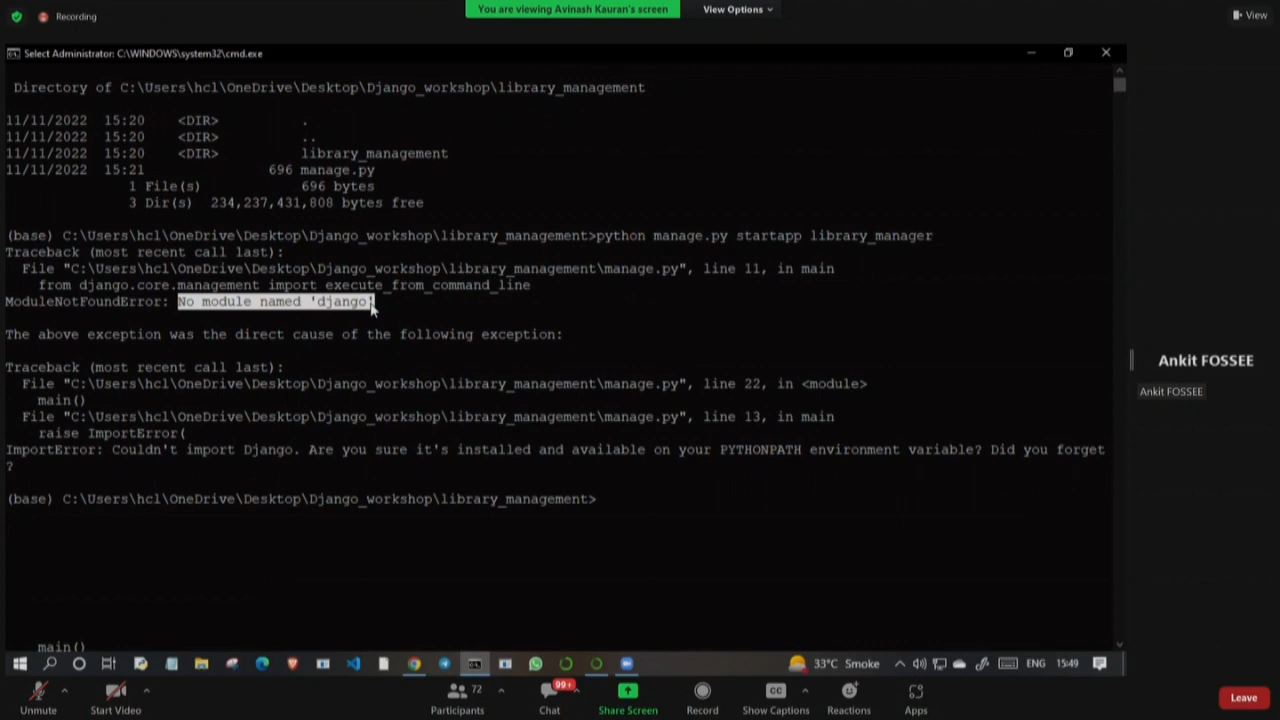 Recording
You are viewing Avinash Kauran's screen
View Options
View
Select Administrator: C:\WINDOWS\system32\cmd.exe
Directory of C:\Users\hcl\OneDrive\Desktop\Django_workshop\library_management
11/11/2022 15:20 <DIR> .
11/11/2022 15:20 <DIR> ..
11/11/2022 15:20 <DIR> library_management
11/11/2022 15:21 696 manage.py
1 File(s) 696 bytes
3 Dir(s) 234,237,431,808 bytes free
(base) C:\Users\hcl\OneDrive\Desktop\Django_workshop\library_management>python manage.py startapp library_manager
Traceback (most recent call last):
File "C:\Users\hcl\OneDrive\Desktop\Django_workshop\library_management\manage.py", line 11, in main
from django.core.management import execute_from_command_line
ModuleNotFoundError: No module named 'django'
The above exception was the direct cause of the following exception:
Traceback (most recent call last):
File "C:\Users\hcl\OneDrive\Desktop\Django_workshop\library_management\manage.py", line 22, in <module>
main()
File "C:\Users\hcl\OneDrive\Desktop\Django_workshop\library_management\manage.py", line 13, in main
raise ImportError(
ImportError: Couldn't import Django. Are you sure it's installed and available on your PYTHONPATH environment variable? Did you forget
?
(base) C:\Users\hcl\OneDrive\Desktop\Django_workshop\library_management>
main()
Ankit FOSSEE
Ankit FOSSEE
33°C Smoke
ENG
15:49
Unmute
Start Video
Participants
72
Chat
99+
Share Screen
Record
CC
Show Captions
Reactions
Apps
Leave